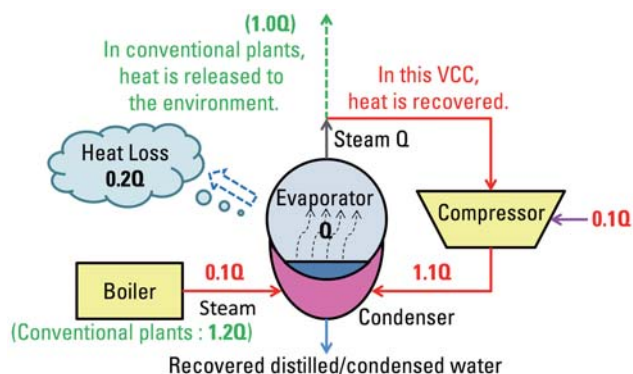 (1.0Q)
In conventional plants,
heat is released to
the environment.
In this VCC,
heat is recovered.
Steam Q
Heat Loss
0.2Q
Evaporator
Q
Compressor
0.1Q
Boiler
0.1Q
Steam
1.1Q
Condenser
(Conventional plants : 1.2Q)
Recovered distilled/condensed water